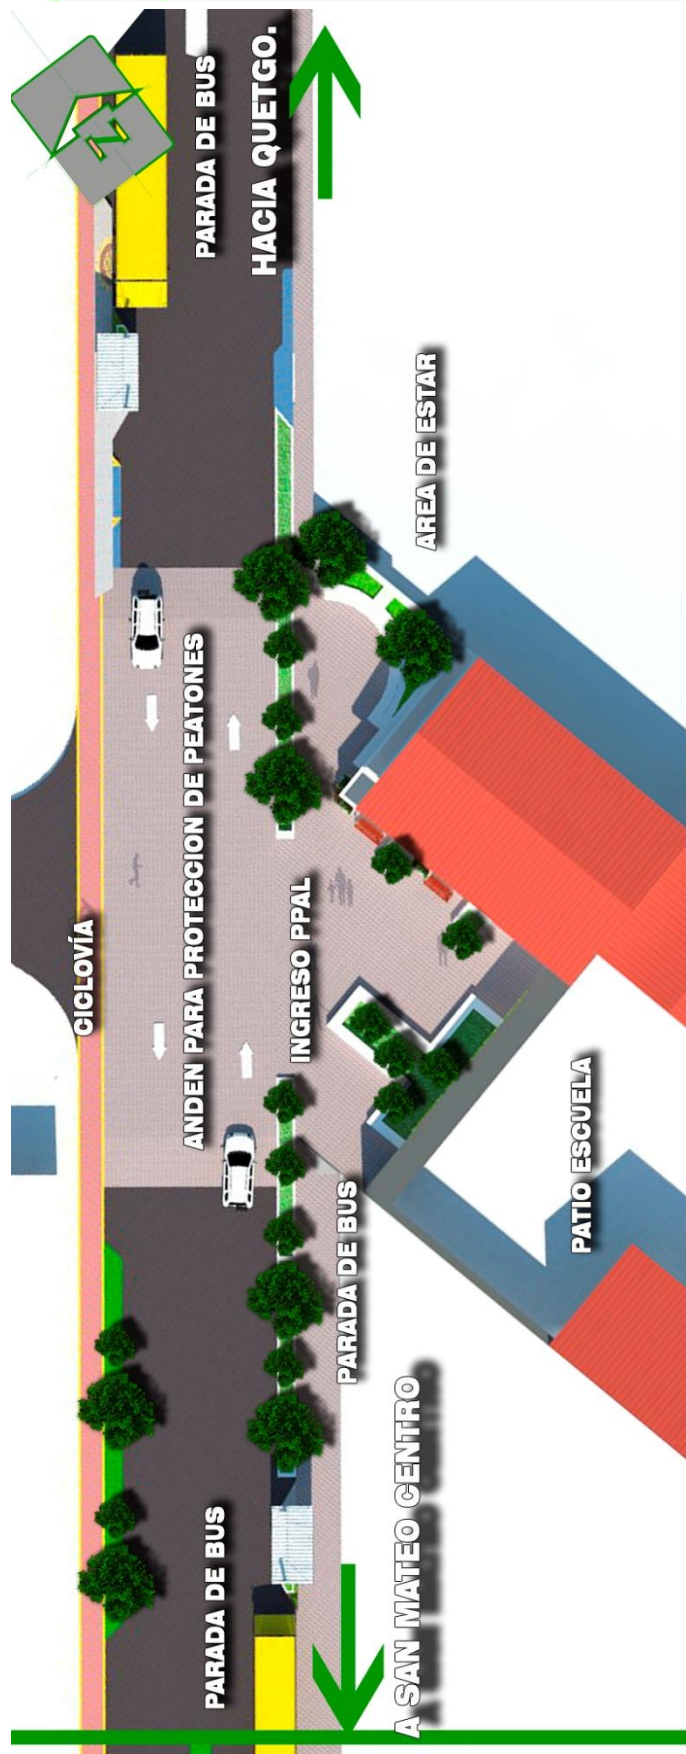 PARADA DE BUS
HACIA QUETGO.
N
AREA DE ESTAR
ANDEN PARA PROTECCION DE PEATONES
CICLOVÍA
INGRESO PPAL
PATIO ESCUELA
PARADA DE BUS
A SAN MATEO CENTRO
PARADA DE BUS